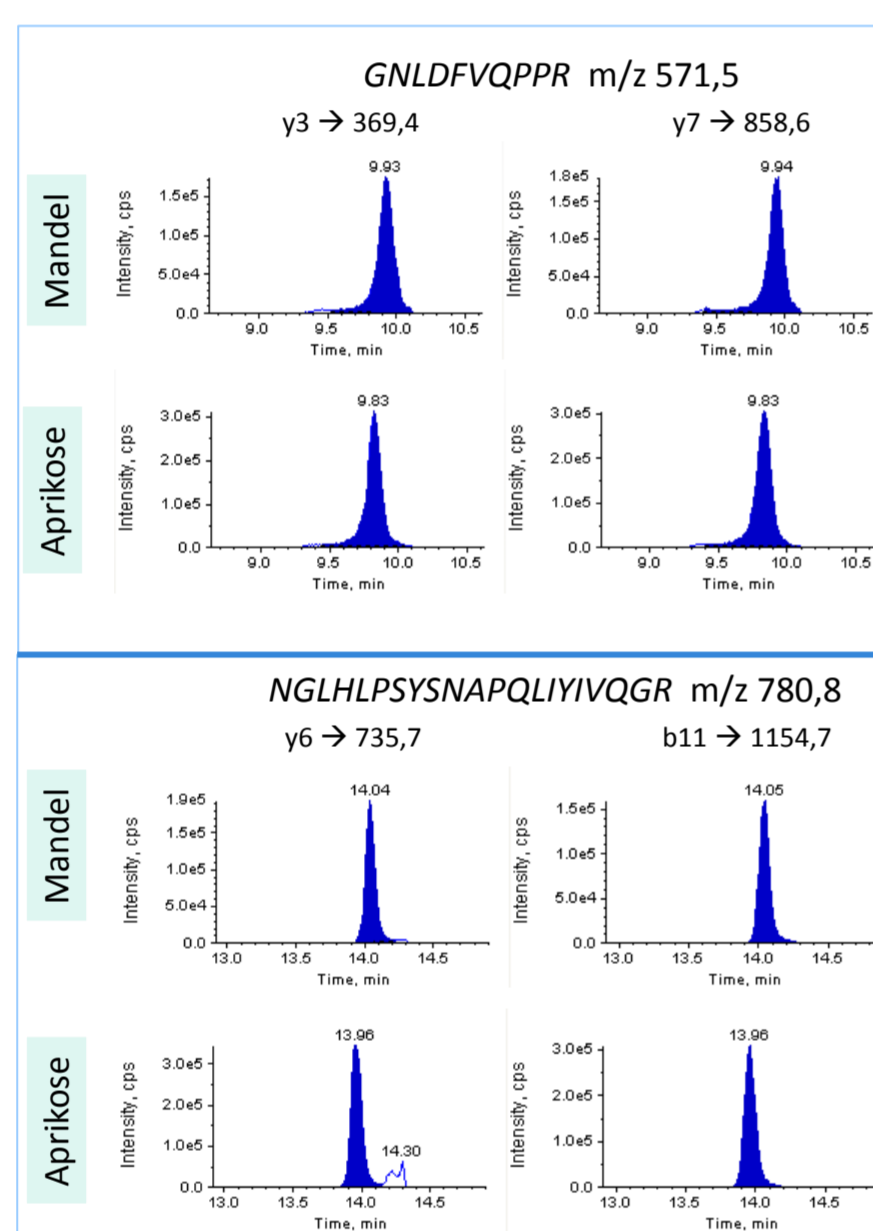 GNLDFVQPPR m/z 571,5
y3 → 369,4
y7 → 858,6
Mandel
9.93
Intensity, cps
1.5e5
1.0e5
5.0e4
0.0
9.0 9.5 10.0 10.5
Time, min
9.94
Intensity, cps
1.8e5
1.5e5
1.0e5
5.0e4
0.0
9.0 9.5 10.0 10.5
Time, min
Aprikose
9.83
Intensity, cps
3.0e5
2.0e5
1.0e5
0.0
9.0 9.5 10.0 10.5
Time, min
9.83
Intensity, cps
3.0e5
2.0e5
1.0e5
0.0
9.0 9.5 10.0 10.5
Time, min
NGLHLPSYSNAPQLIYIVQGR m/z 780,8
y6 → 735,7
b11 → 1154,7
Mandel
14.04
Intensity, cps
1.9e5
1.5e5
1.0e5
5.0e4
0.0
13.0 13.5 14.0 14.5
Time, min
14.05
Intensity, cps
1.5e5
1.0e5
5.0e4
0.0
13.0 13.5 14.0 14.5
Time, min
Aprikose
13.96
14.30
Intensity, cps
3.0e5
2.0e5
1.0e5
0.0
13.0 13.5 14.0 14.5
Time, min
13.96
Intensity, cps
3.0e5
2.0e5
1.0e5
0.0
13.0 13.5 14.0 14.5
Time, min